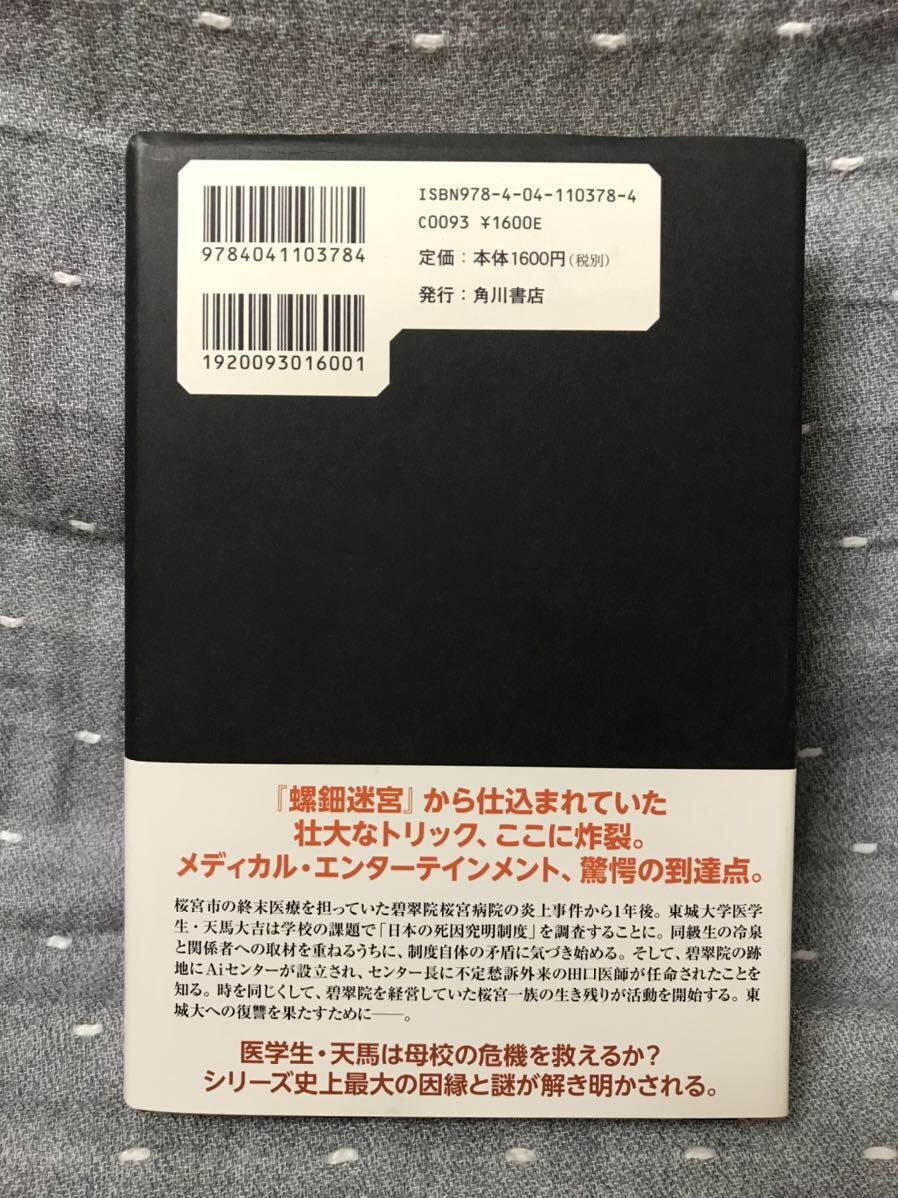 ISBN978-4-04-110378-4
C0093 ¥1600E
定価：本体1600円（税別）
発行：角川書店
9784041103784
1920093016001
『螺鈿迷宮』から仕込まれていた
壮大なトリック、ここに炸裂。
メディカル・エンターテインメント、驚愕の到達点。
桜宮市の終末医療を担っていた碧翠院桜宮病院の炎上事件から1年後。東城大学医学
生・天馬大吉は学校の課題で「日本の死因究明制度」を調査することに。同級生の冷泉
と関係者への取材を重ねるうちに、制度自体の矛盾に気づき始める。そして、碧翠院の跡
地にAiセンターが設立され、センター長に不定愁訴外来の田口医師が任命されたことを
知る。時を同じくして、碧翠院を経営していた桜宮一族の生き残りが活動を開始する。東
城大への復讐を果たすために――。
医学生・天馬は母校の危機を救えるか？
シリーズ史上最大の因縁と謎が解き明かされる。